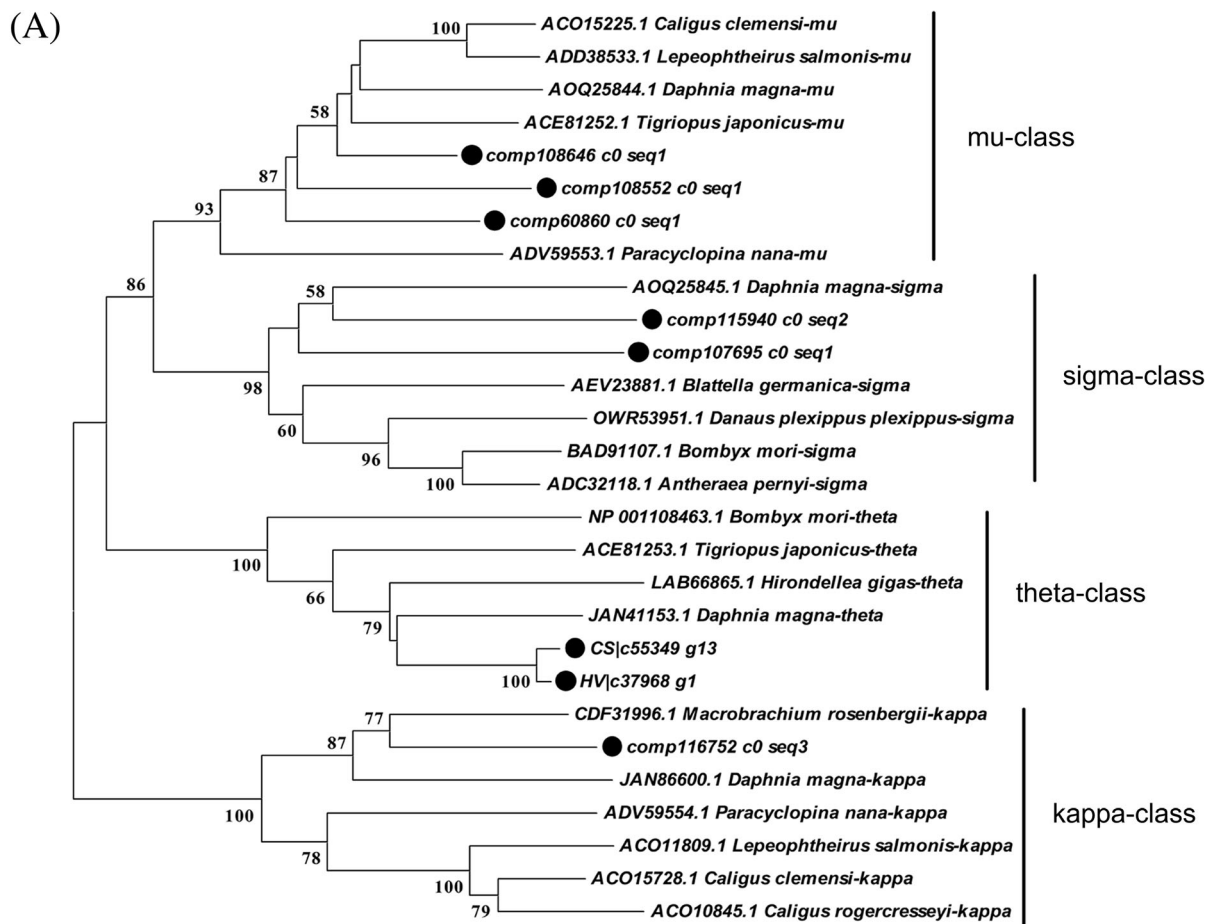 (A)
100
ACO15225.1 Caligus clemensi-mu
ADD38533.1 Lepeophtheirus salmonis-mu
AOQ25844.1 Daphnia magna-mu
58
ACE81252.1 Tigriopus japonicus-mu
mu-class
comp108646 c0 seq1
87
comp108552 c0 seq1
93
comp60860 c0 seq1
ADV59553.1 Paracyclopina nana-mu
86
58
AOQ25845.1 Daphnia magna-sigma
comp115940 c0 seq2
comp107695 c0 seq1
98
AEV23881.1 Blattella germanica-sigma
sigma-class
60
OWR53951.1 Danaus plexippus plexippus-sigma
96
BAD91107.1 Bombyx mori-sigma
100
ADC32118.1 Antheraea pernyi-sigma
NP 001108463.1 Bombyx mori-theta
100
ACE81253.1 Tigriopus japonicus-theta
66
LAB66865.1 Hirondellea gigas-theta
theta-class
79
JAN41153.1 Daphnia magna-theta
CS|c55349 g13
100
HV|c37968 g1
77
CDF31996.1 Macrobrachium rosenbergii-kappa
87
comp116752 c0 seq3
JAN86600.1 Daphnia magna-kappa
100
ADV59554.1 Paracyclopina nana-kappa
kappa-class
78
ACO11809.1 Lepeophtheirus salmonis-kappa
100
ACO15728.1 Caligus clemensi-kappa
79
ACO10845.1 Caligus rogercresseyi-kappa